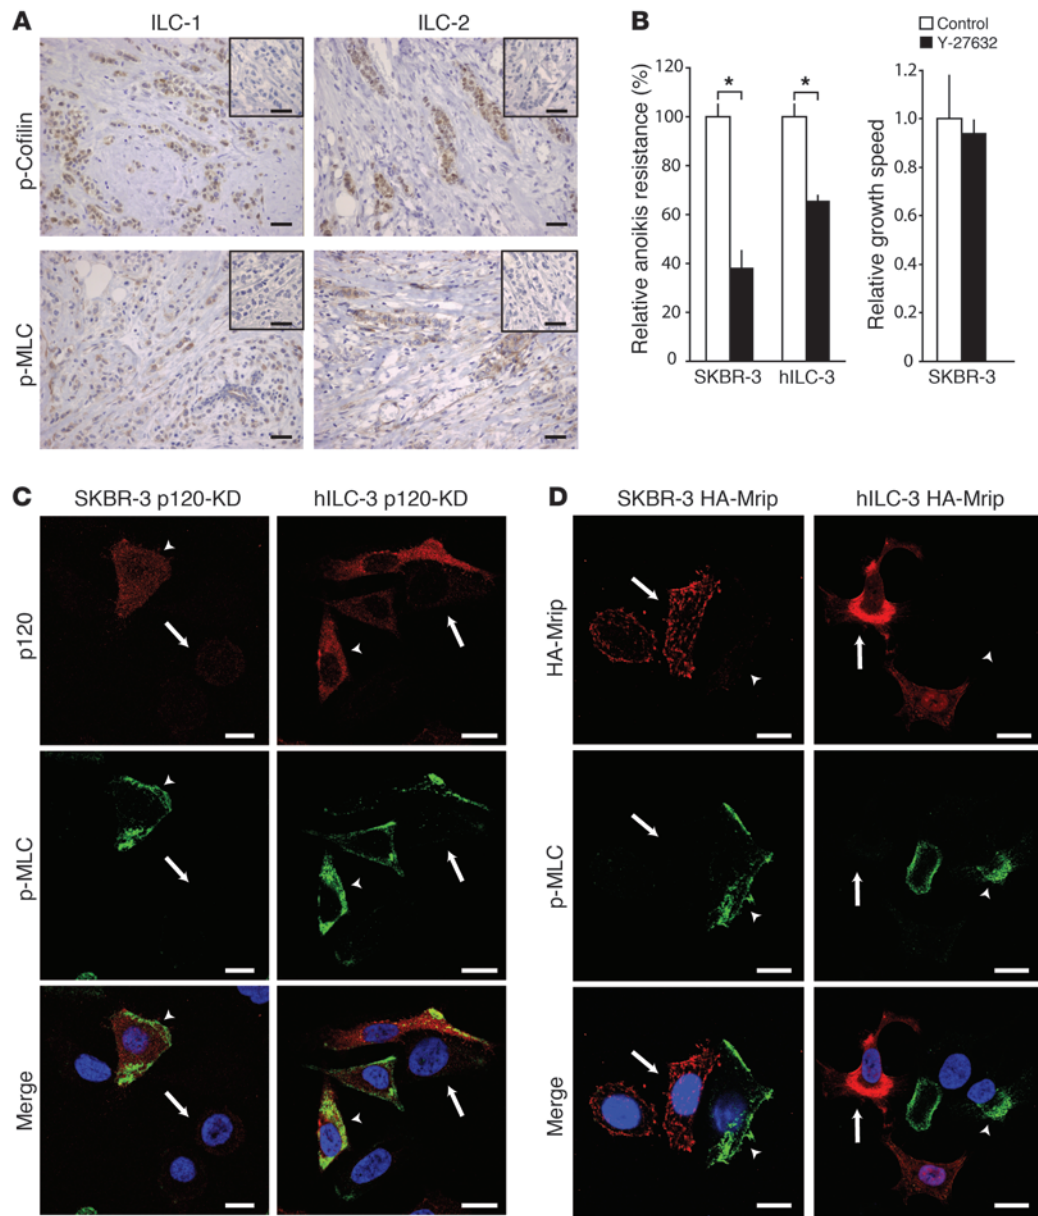 A
ILC-1
ILC-2
p-Cofilin
p-MLC
B
Control
Y-27632
Relative anoikis resistance (%)
120
100
80
60
40
20
0
*
*
SKBR-3
hILC-3
Relative growth speed
1.2
1.0
0.8
0.6
0.4
0.2
0
SKBR-3
C
SKBR-3 p120-KD
hILC-3 p120-KD
p120
p-MLC
Merge
D
SKBR-3 HA-Mrip
hILC-3 HA-Mrip
HA-Mrip
p-MLC
Merge